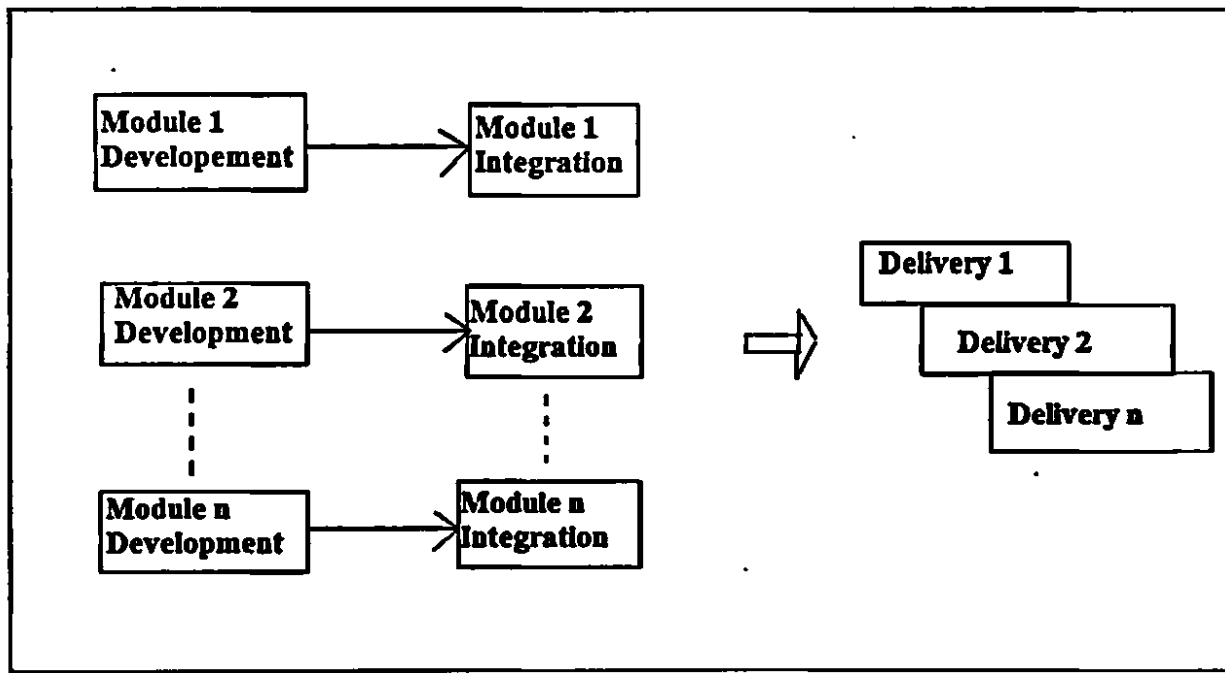 Module 1
Developement
Module 1
Integration
Module 2
Development
Module 2
Integration
Module n
Development
Module n
Integration
Delivery 1
Delivery 2
Delivery n